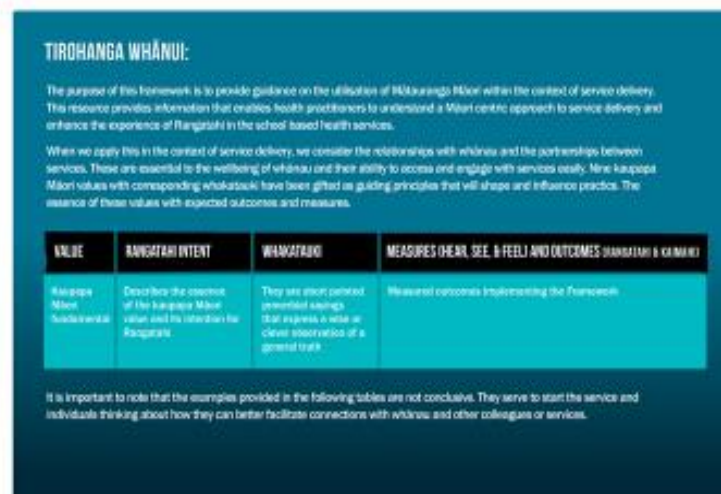 TIROHANGA WHĀNUI:
The purpose of this framework is to provide guidance on the utilisation of Mātauranga Māori within the context of service delivery.
This resource provides information that enables health practitioners to understand a Māori centric approach to service delivery and
enhance the experience of Rangatahi in the school based health services.
When we apply this in the context of service delivery, we consider the relationships with whānau and the partnerships between
services. These are essential to the wellbeing of whānau and their ability to access and engage with services easily. Nine kaupapa
Māori values with corresponding whakatauki have been gifted as guiding principles that will shape and influence practice. The
essence of these values with expected outcomes and measures.
VALUE
RANGATAHI INTENT
WHAKATAUKI
MEASURES (HEAR, SEE, & FEEL) AND OUTCOMES (RANGATAHI & KAIMAHI)
Kaupapa
Māori
fundamental
Describes the essence
of the kaupapa Māori
value and its intention for
Rangatahi
They are short pointed
proverbial sayings
that express a wise or
clever observation of a
general truth
Measured outcomes implementing the Framework
It is important to note that the examples provided in the following tables are not conclusive. They serve to start the service and
individuals thinking about how they can better facilitate connections with whānau and other colleagues or services.